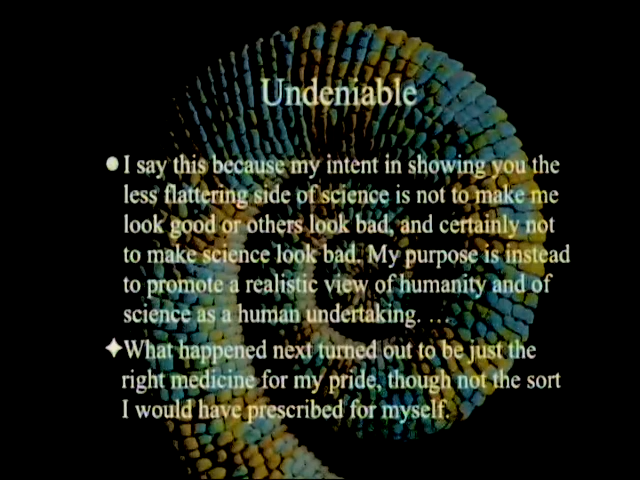 Undeniable
I say this because my intent in showing you the
less flattering side of science is not to make me
look good or others look bad, and certainly not
to make science look bad. My purpose is instead
to promote a realistic view of humanity and of
science as a human undertaking. …
What happened next turned out to be just the
right medicine for my pride, though not the sort
I would have prescribed for myself.